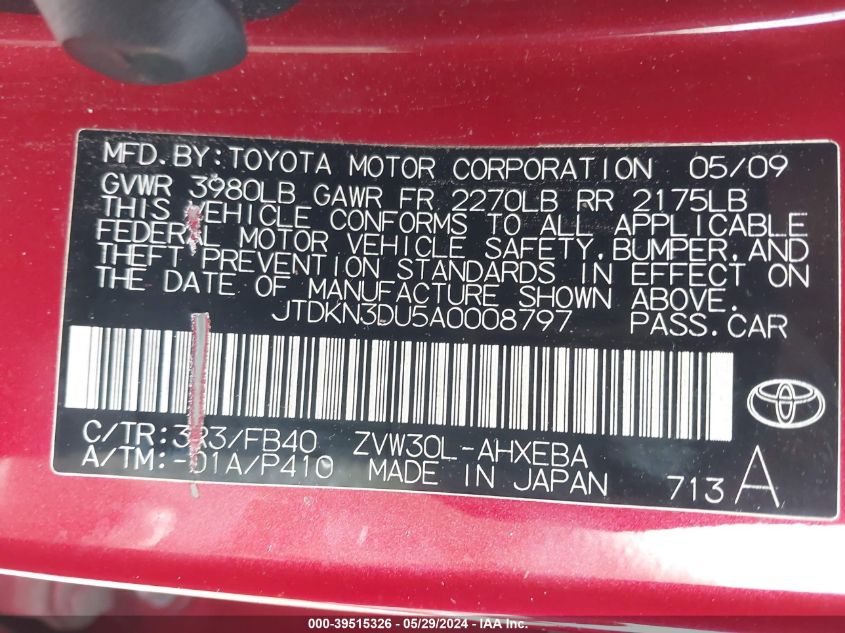 MFD.BY:TOYOTA MOTOR CORPORATION 05/09
GVWR 3980LB GAWR FR 2270LB RR 2175LB
THIS VEHICLE CONFORMS TO ALL APPLICABLE
FEDERAL MOTOR VEHICLE SAFETY,BUMPER,AND
THEFT PREVENTION STANDARDS IN EFFECT ON
THE DATE OF MANUFACTURE SHOWN ABOVE.
JTDKN3DU5A0008797 PASS.CAR
C/TR:3R3/FB40 ZVW30L-AHXEBA
A/TM:-01A/P410 MADE IN JAPAN 713 A
000-39515326 - 05/29/2024 - IAA Inc.